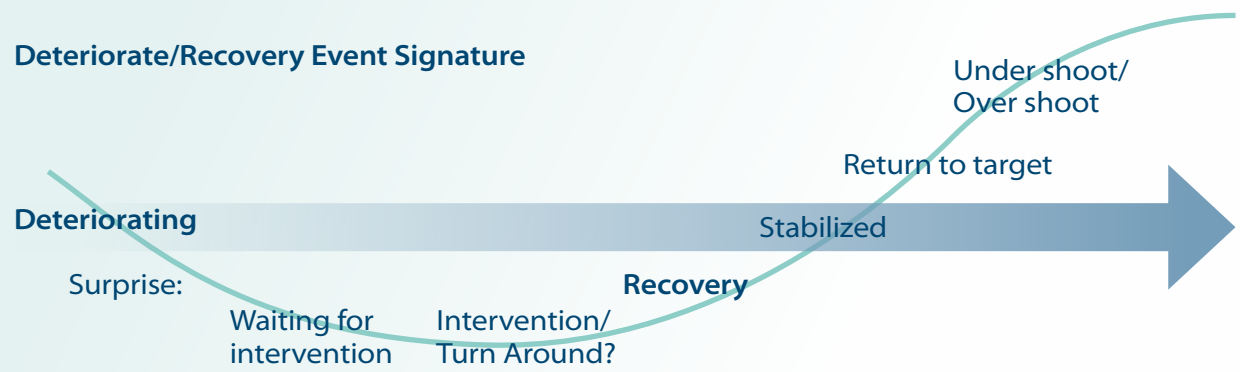 Deteriorate/Recovery Event Signature
Under shoot/
Over shoot
Return to target
Deteriorating
Stabilized
Surprise:
Recovery
Waiting for
intervention
Intervention/
Turn Around?